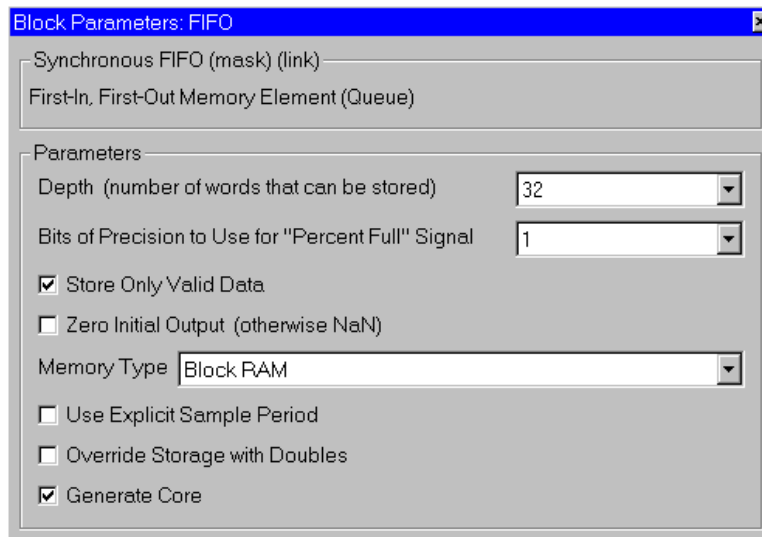 Block Parameters: FIFO
Synchronous FIFO (mask) (link)
First-In, First-Out Memory Element (Queue)
Parameters
Depth (number of words that can be stored) 32
Bits of Precision to Use for "Percent Full" Signal 1
Store Only Valid Data
Zero Initial Output (otherwise NaN)
Memory Type Block RAM
Use Explicit Sample Period
Override Storage with Doubles
Generate Core